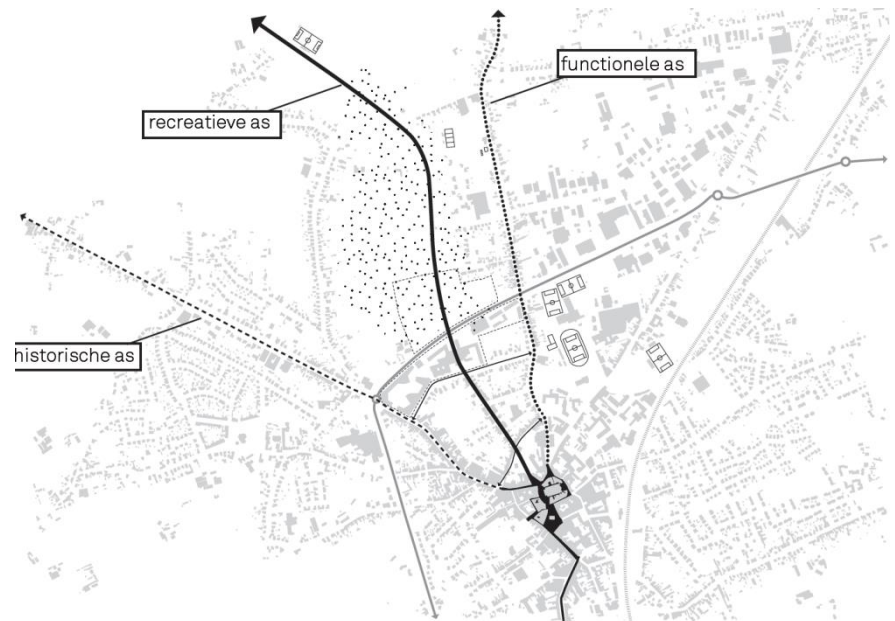 functionele as
recreatieve as
historische as